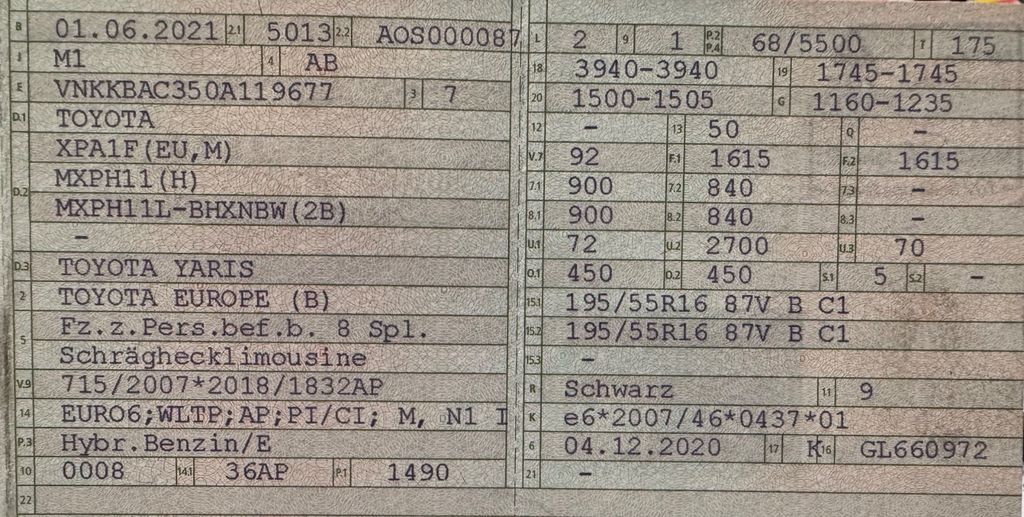 B 01.06.2021 2.1 5013 2.2 AOS000087
J M1 4 AB
E VNKKBAC350A119677 3 7
D.1 TOYOTA
XPA1F(EU,M)
D.2 MXPH11(H)
MXPH11L-BHXNBW(2B)
–
D.3 TOYOTA YARIS
2 TOYOTA EUROPE (B)
5 Fz.z.Pers.bef.b. 8 Spl.
Schräghecklimousine
V.9 715/2007*2018/1832AP
14 EURO6;WLTP;AP;PI/CI; M, N1 I
P.3 Hybr.Benzin/E
10 0008 14.1 36AP P.1 1490
22
L 2 9 1 P.2 P.4 68/5500 T 175
18 3940-3940 19 1745-1745
20 1500-1505 G 1160-1235
12 – 13 50 Q –
V.7 92 F.1 1615 F.2 1615
7.1 900 7.2 840 7.3 –
8.1 900 8.2 840 8.3 –
U.1 72 U.2 2700 U.3 70
O.1 450 O.2 450 S.1 5 S.2 –
15.1 195/55R16 87V B C1
15.2 195/55R16 87V B C1
15.3 –
R Schwarz 11 9
K e6*2007/46*0437*01
6 04.12.2020 17 K 16 GL660972
21 –